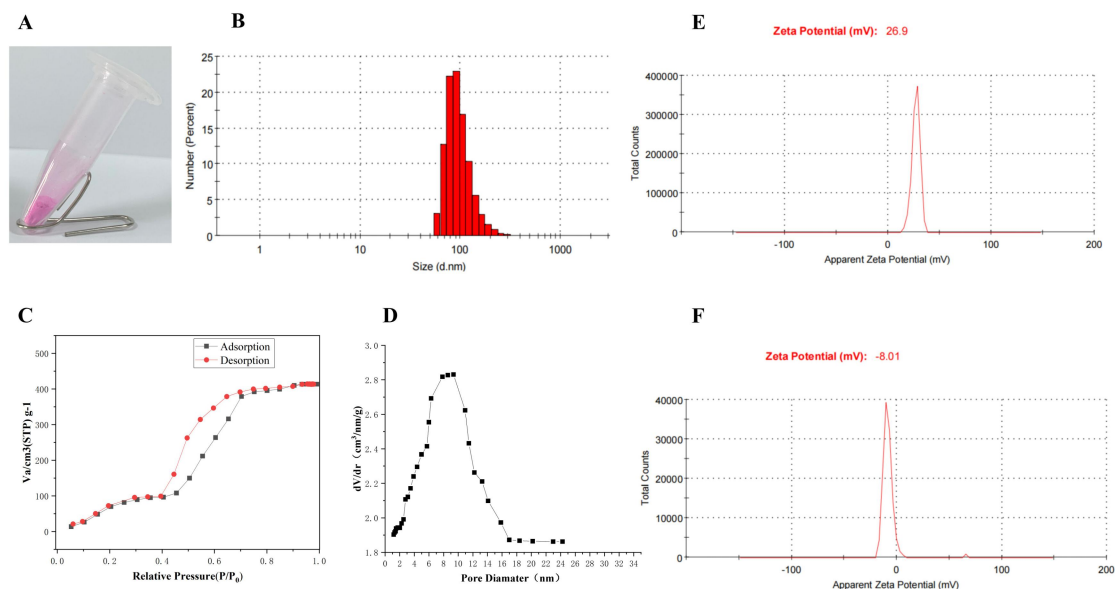 A
B
Number (Percent)
25
20
15
10
5
0
1
10
100
1000
Size (d.nm)
E
Zeta Potential (mV): 26.9
Total Counts
400000
300000
200000
100000
0
-100
0
100
200
Apparent Zeta Potential (mV)
C
Va/cm3(STP) g-1
500
400
300
200
100
0
Adsorption
Desorption
0.0
0.2
0.4
0.6
0.8
1.0
Relative Pressure(P/P0)
D
dV/dr (cm³/nm/g)
3.0
2.8
2.6
2.4
2.2
2.0
1.8
0 2 4 6 8 10 12 14 16 18 20 22 24 26 28 30 32 34
Pore Diamater (nm)
F
Zeta Potential (mV): -8.01
Total Counts
40000
30000
20000
10000
0
-100
0
100
200
Apparent Zeta Potential (mV)